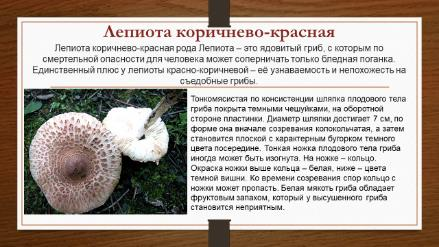 Лепиота коричнево-красная
Лепиота коричнево-красная рода Лепиота – это ядовитый гриб, с которым по
смертельной опасности для человека может соперничать только бледная поганка.
Единственный плюс у лепиоты красно-коричневой – её узнаваемость и непохожесть на
съедобные грибы.
Тонкомясистая по консистенции шляпка плодового тела
гриба покрыта темными чешуйками, на оборотной
стороне пластинки. Диаметр шляпки достигает 7 см, по
форме она вначале созревания колокольчатая, а затем
становится плоской с характерным бугорком темного
цвета посередине. Тонкая ножка плодового тела гриба
иногда может быть изогнута. На ножке – кольцо.
Окраска ножки выше кольца – белая, ниже – цвета
темной вишни. Ко времени созревания спор кольцо с
ножки может пропасть. Белая мякоть гриба обладает
фруктовым запахом, который у высушенного гриба
становится неприятным.